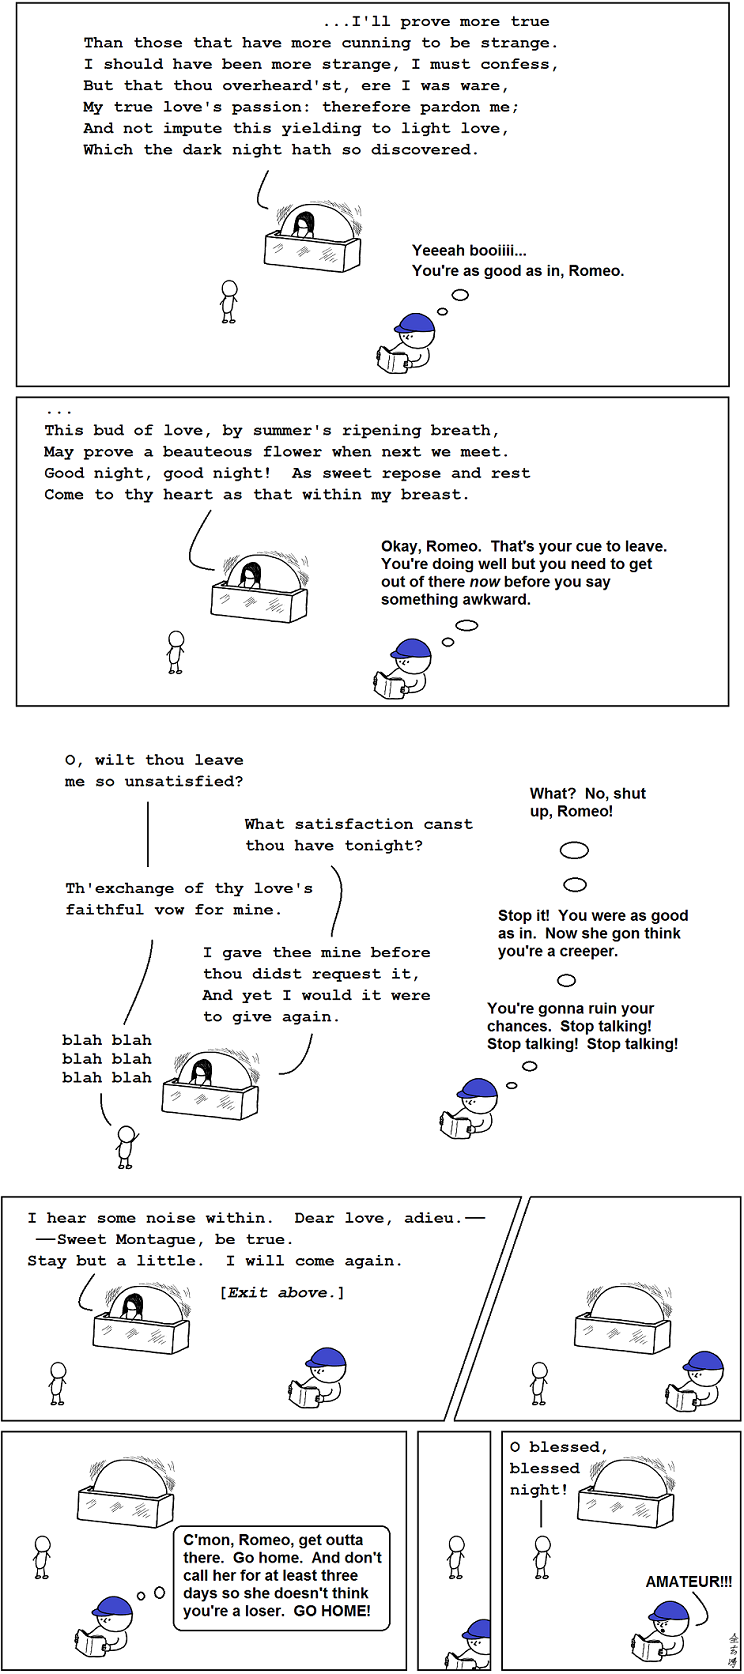 ...I'll prove more true
Than those that have more cunning to be strange.
I should have been more strange, I must confess,
But that thou overheard'st, ere I was ware,
My true love's passion: therefore pardon me;
And not impute this yielding to light love,
Which the dark night hath so discovered.
Yeeeah booiiii...
You're as good as in, Romeo.
...
This bud of love, by summer's ripening breath,
May prove a beauteous flower when next we meet.
Good night, good night!  As sweet repose and rest
Come to thy heart as that within my breast.
Okay, Romeo.  That's your cue to leave.
You're doing well but you need to get
out of there now before you say
something awkward.
O, wilt thou leave
me so unsatisfied?
What?  No, shut
up, Romeo!
What satisfaction canst
thou have tonight?
Th'exchange of thy love's
faithful vow for mine.
Stop it!  You were as good
as in.  Now she gon think
you're a creeper.
I gave thee mine before
thou didst request it,
And yet I would it were
to give again.
You're gonna ruin your
chances.  Stop talking!
Stop talking!  Stop talking!
blah blah
blah blah
blah blah
I hear some noise within.  Dear love, adieu.——
——Sweet Montague, be true.
Stay but a little.  I will come again.
[Exit above.]
C'mon, Romeo, get outta
there.  Go home.  And don't
call her for at least three
days so she doesn't think
you're a loser.  GO HOME!
O blessed,
blessed
night!
AMATEUR!!!